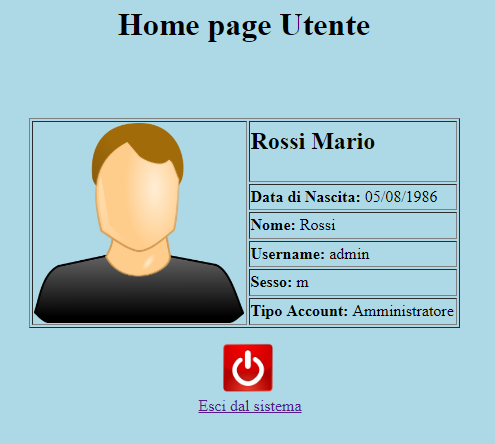 Home page Utente
Rossi Mario
Data di Nascita: 05/08/1986
Nome: Rossi
Username: admin
Sesso: m
Tipo Account: Amministratore
Esci dal sistema